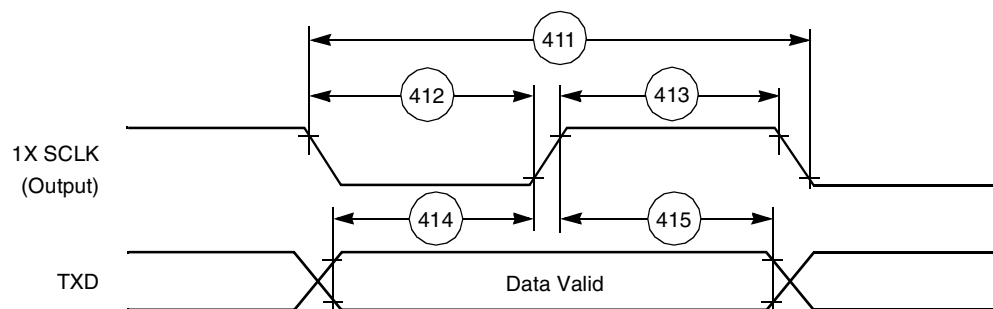 411
412
413
1X SCLK
(Output)
414
415
TXD
Data Valid